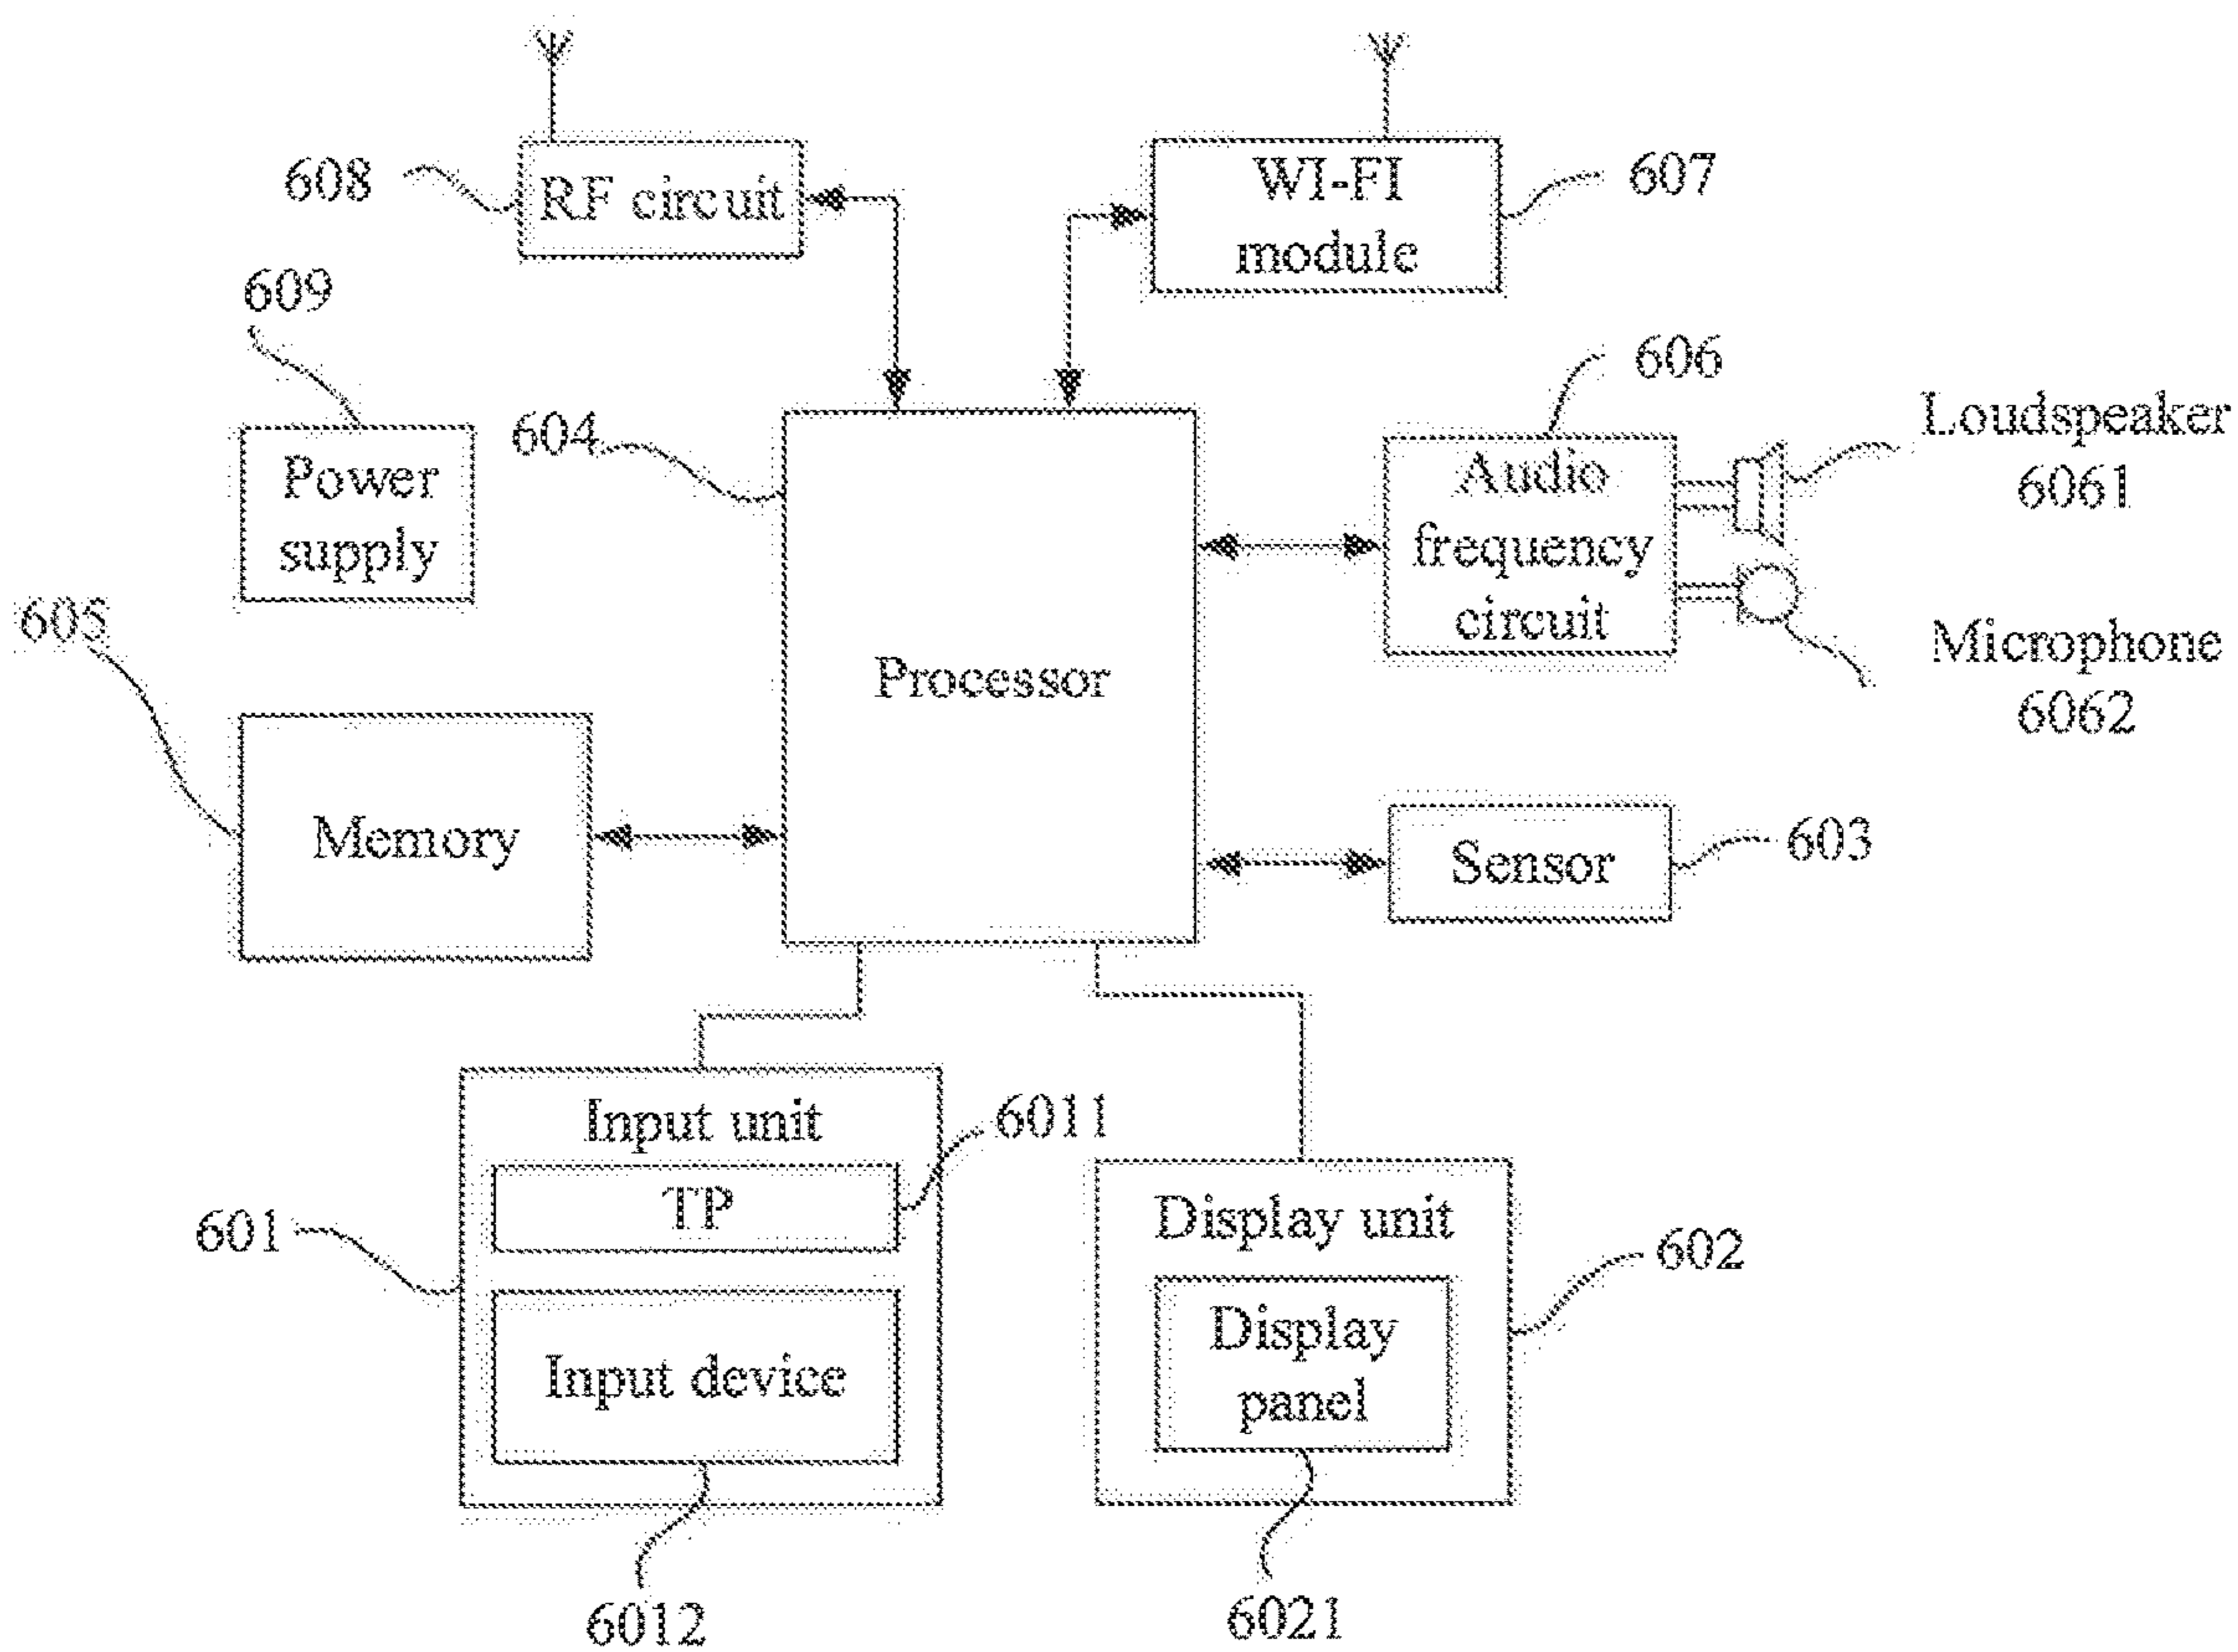 608
RF circuit
WI-FI
module
607
609
Power
supply
604
Processor
606
Audio
frequency
circuit
Loudspeaker
6061
Microphone
6062
605
Memory
Sensor
603
Input unit
TP
6011
601
Input device
6012
Display unit
602
Display
panel
6021